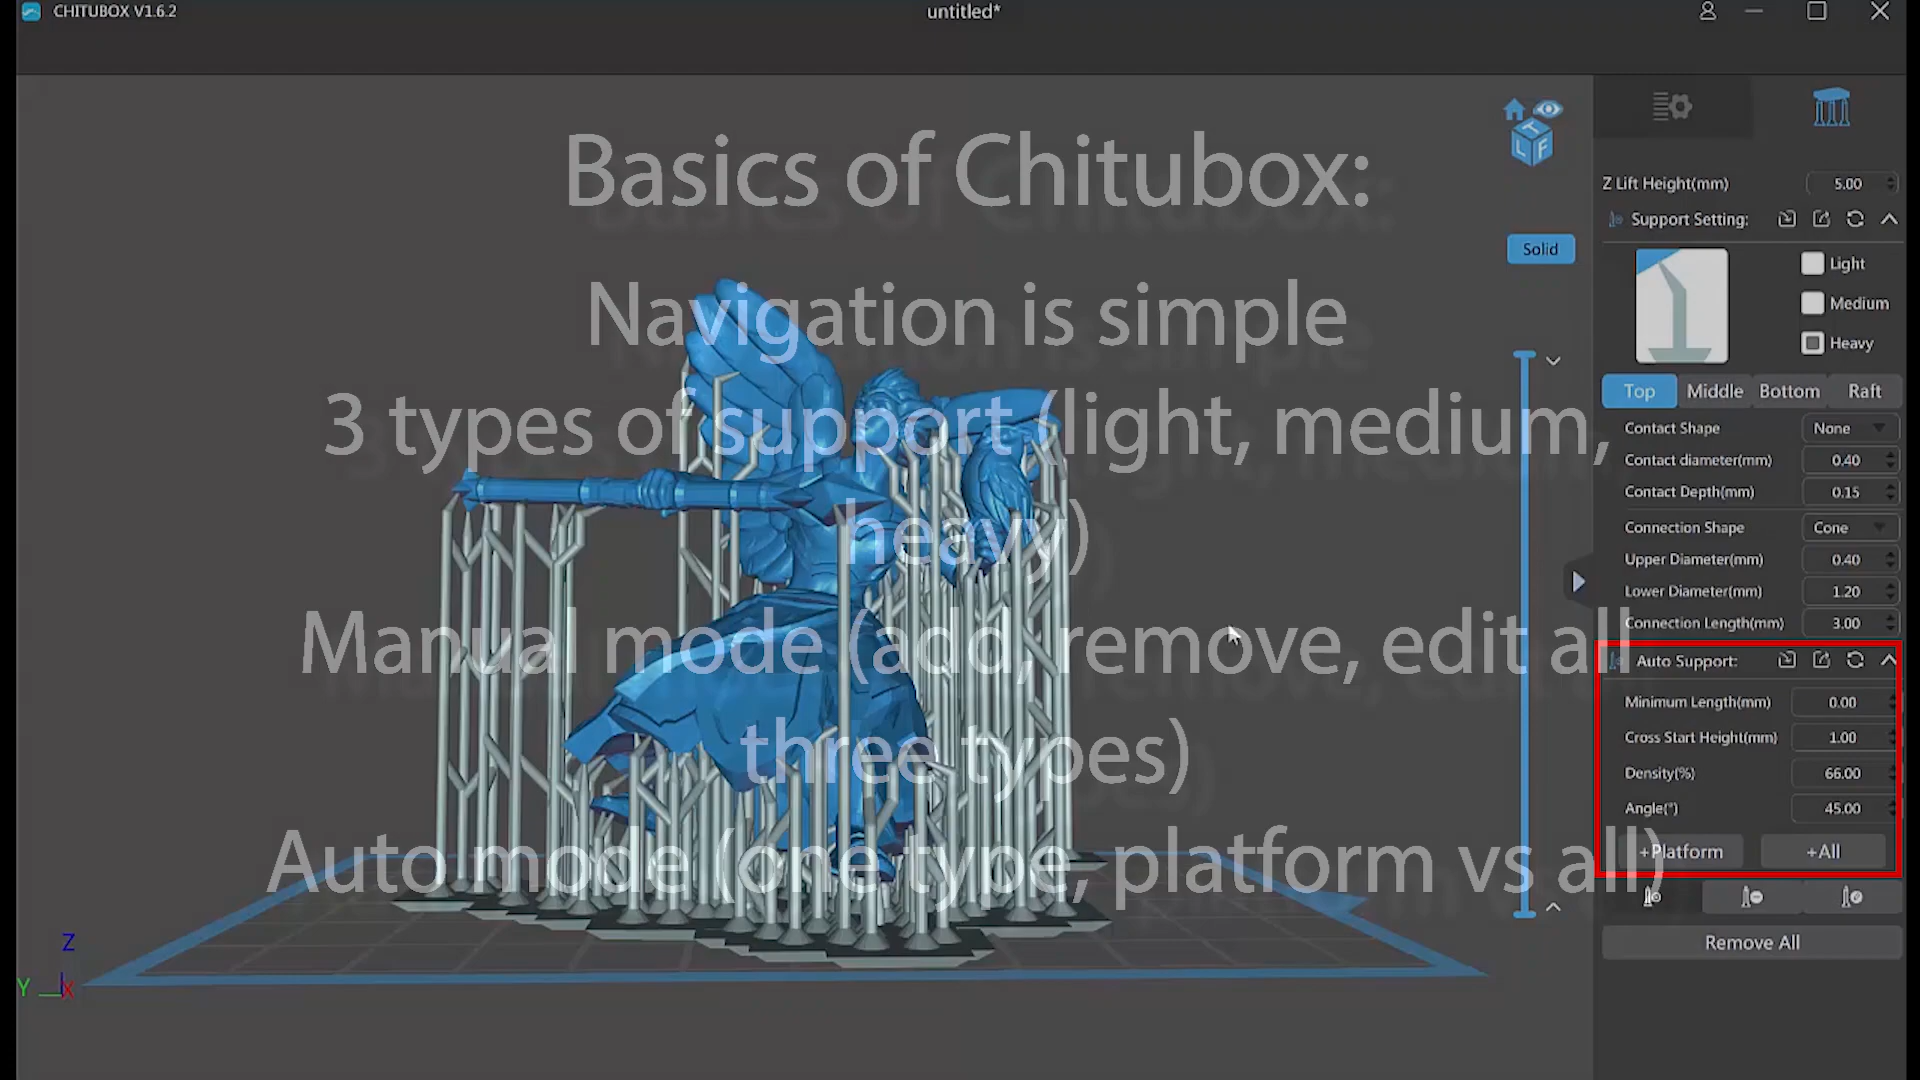 CHITUBOX V1.6.2
untitled*
Basics of Chitubox:
Navigation is simple
3 types of support (light, medium,
heavy)
Manual mode (add, remove, edit all
three types)
Auto mode (one type, platform vs all)
T
L F
Solid
Z
Y X
Z Lift Height(mm) 5.00
Support Setting:
Light
Medium
Heavy
Top Middle Bottom Raft
Contact Shape None
Contact diameter(mm) 0.40
Contact Depth(mm) 0.15
Connection Shape Cone
Upper Diameter(mm) 0.40
Lower Diameter(mm) 1.20
Connection Length(mm) 3.00
Auto Support:
Minimum Length(mm) 0.00
Cross Start Height(mm) 1.00
Density(%) 66.00
Angle(°) 45.00
+Platform +All
Remove All